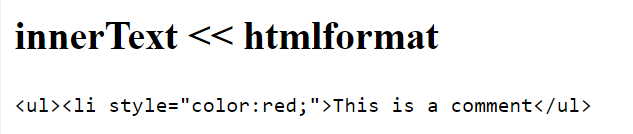 innerText << htmlformat
<ul><li style="color:red;">This is a comment</ul>